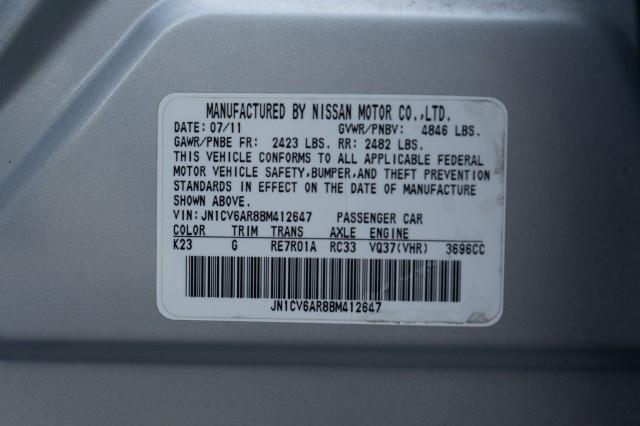 MANUFACTURED BY NISSAN MOTOR CO.,LTD.
DATE: 07/11 GVWR/PNBV: 4846 LBS.
GAWR/PNBE FR: 2423 LBS. RR: 2482 LBS.
THIS VEHICLE CONFORMS TO ALL APPLICABLE FEDERAL
MOTOR VEHICLE SAFETY,BUMPER,AND THEFT PREVENTION
STANDARDS IN EFFECT ON THE DATE OF MANUFACTURE
SHOWN ABOVE.
VIN: JN1CV6AR8BM412647 PASSENGER CAR
COLOR TRIM TRANS AXLE ENGINE
K23 G RE7R01A RC33 VQ37(VHR) 3696CC
JN1CV6AR8BM412647